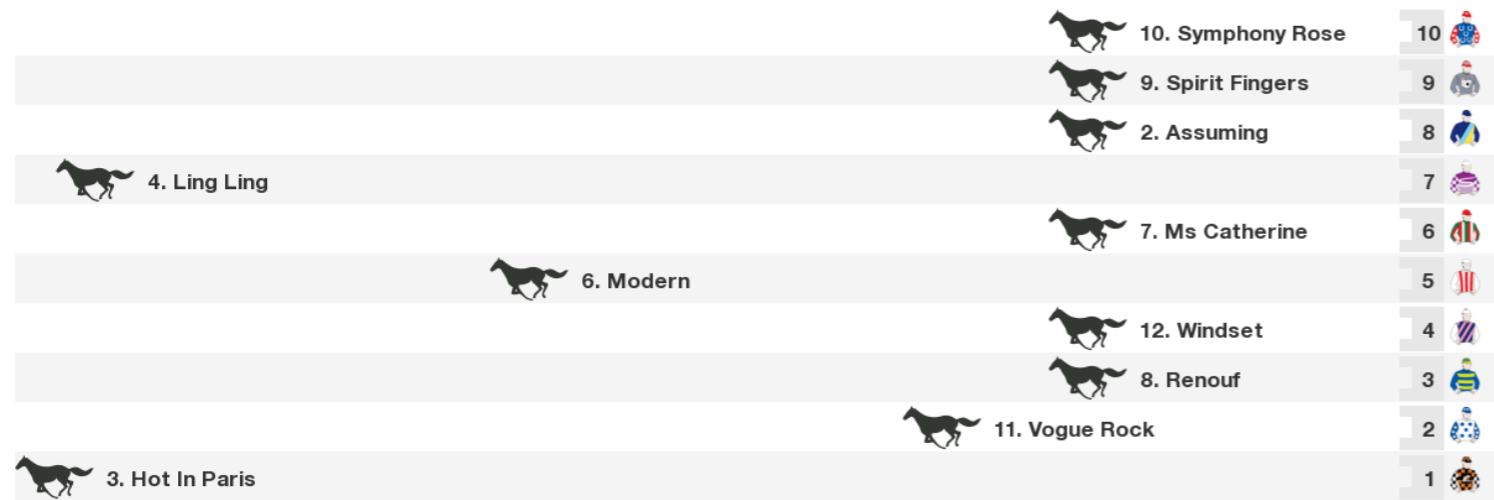 10. Symphony Rose 10
9. Spirit Fingers 9
2. Assuming 8
4. Ling Ling 7
7. Ms Catherine 6
6. Modern 5
12. Windset 4
8. Renouf 3
11. Vogue Rock 2
3. Hot In Paris 1